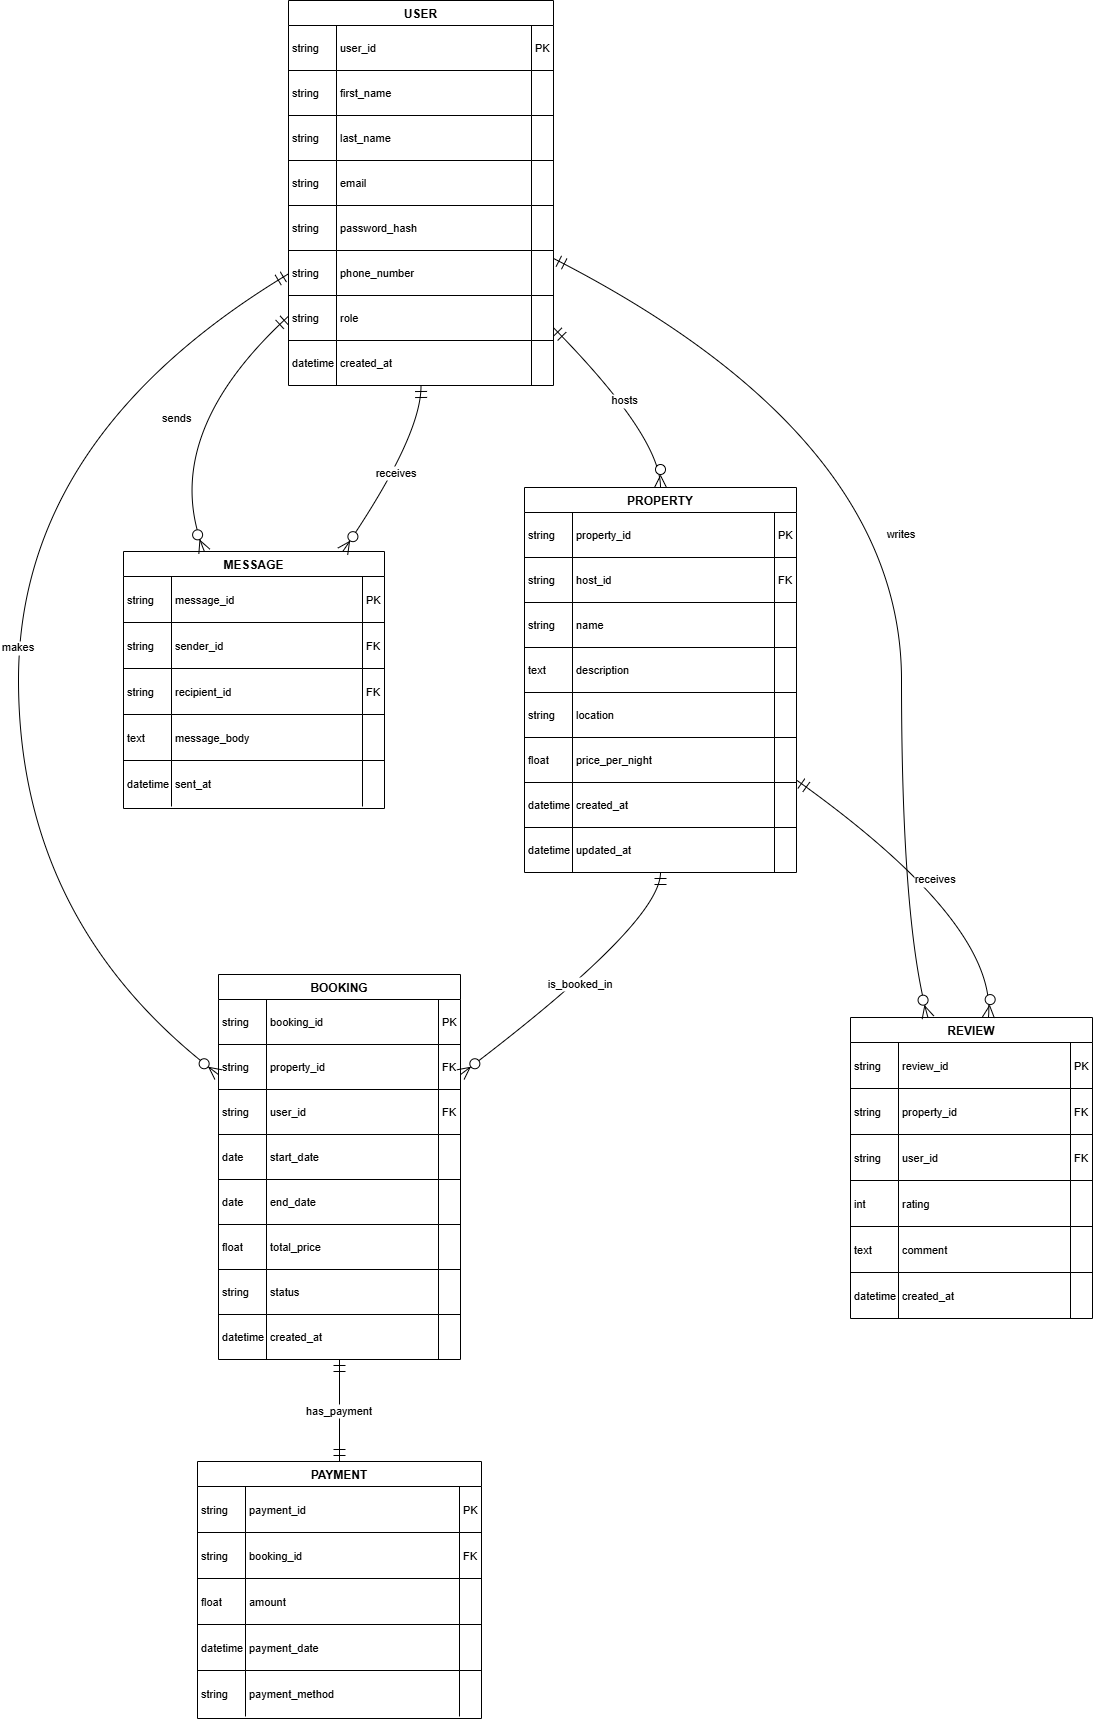 USER
string user_id PK
string first_name
string last_name
string email
string password_hash
string phone_number
string role
datetime created_at
sends
receives
hosts
writes
makes
MESSAGE
string message_id PK
string sender_id FK
string recipient_id FK
text message_body
datetime sent_at
PROPERTY
string property_id PK
string host_id FK
string name
text description
string location
float price_per_night
datetime created_at
datetime updated_at
receives
is_booked_in
BOOKING
string booking_id PK
string property_id FK
string user_id FK
date start_date
date end_date
float total_price
string status
datetime created_at
REVIEW
string review_id PK
string property_id FK
string user_id FK
int rating
text comment
datetime created_at
has_payment
PAYMENT
string payment_id PK
string booking_id FK
float amount
datetime payment_date
string payment_method